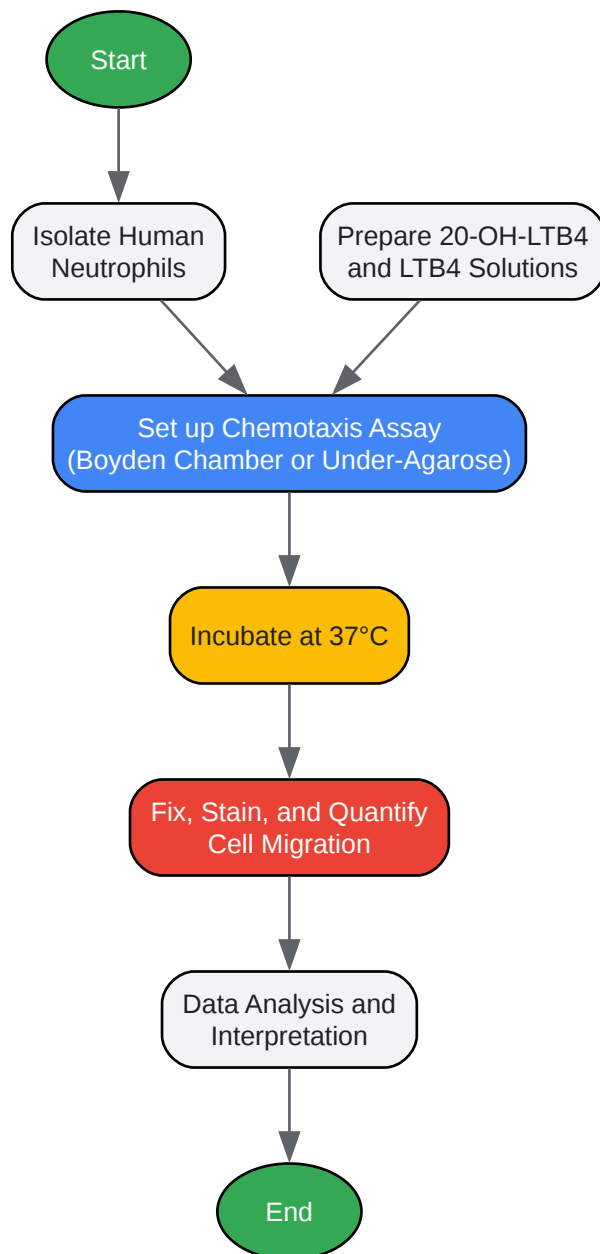 Start
Isolate Human
Neutrophils
Prepare 20-OH-LTB4
and LTB4 Solutions
Set up Chemotaxis Assay
(Boyden Chamber or Under-Agarose)
Incubate at 37°C
Fix, Stain, and Quantify
Cell Migration
Data Analysis and
Interpretation
End